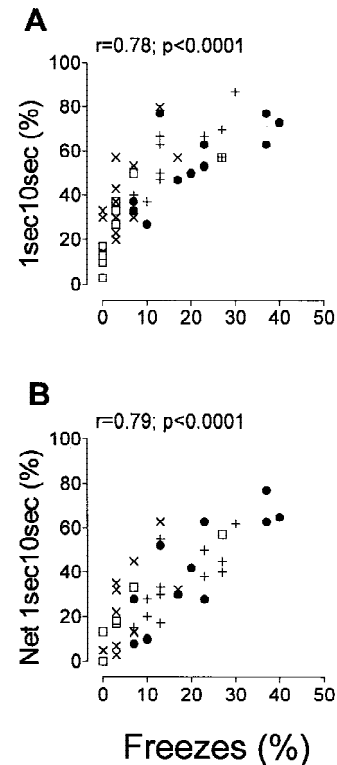 A
r=0.78; p<0.0001
1sec10sec (%)
100
80
60
40
20
0
0 10 20 30 40 50
B
r=0.79; p<0.0001
Net 1sec10sec (%)
100
80
60
40
20
0
0 10 20 30 40 50
Freezes (%)